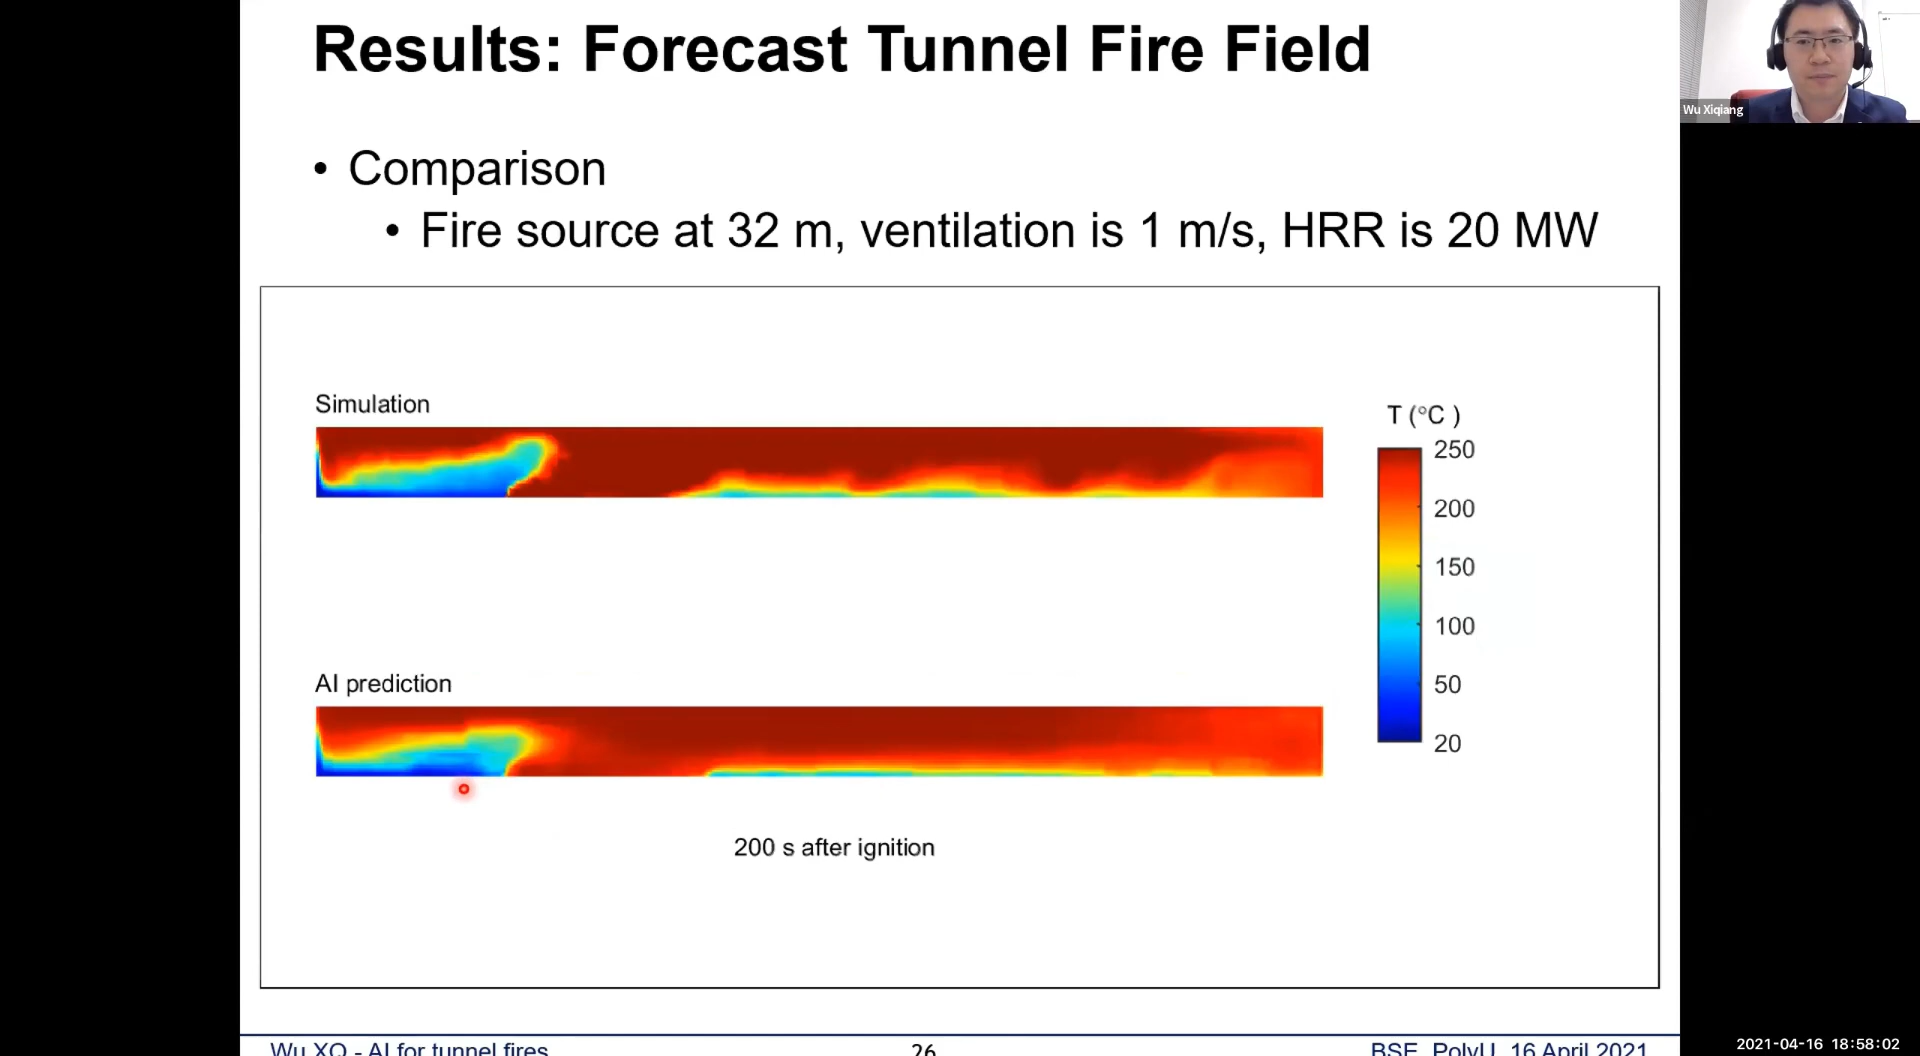 Results: Forecast Tunnel Fire Field
Wu Xiqiang
• Comparison
• Fire source at 32 m, ventilation is 1 m/s, HRR is 20 MW
Simulation
T (°C )
250
200
150
100
50
20
AI prediction
200 s after ignition
Wu XQ - AI for tunnel fires
26
BSE, PolyU, 16 April 2021
2021-04-16 18:58:02